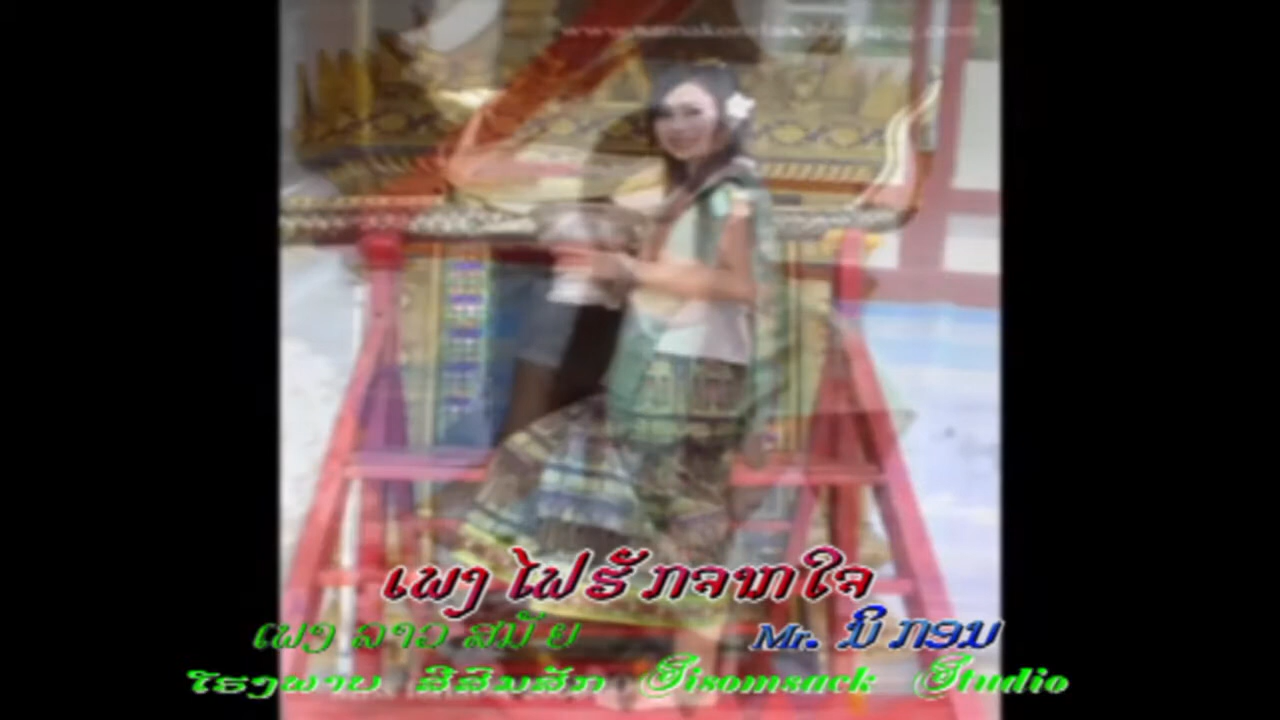 ເພງ ໄຟຮັກຈາກໃຈ
ເພງ ລາວ ສມັຍ Mr. ນິ ກອນ
ໂຮງພາບ ສີສົມສັກ Sisomsack Studio